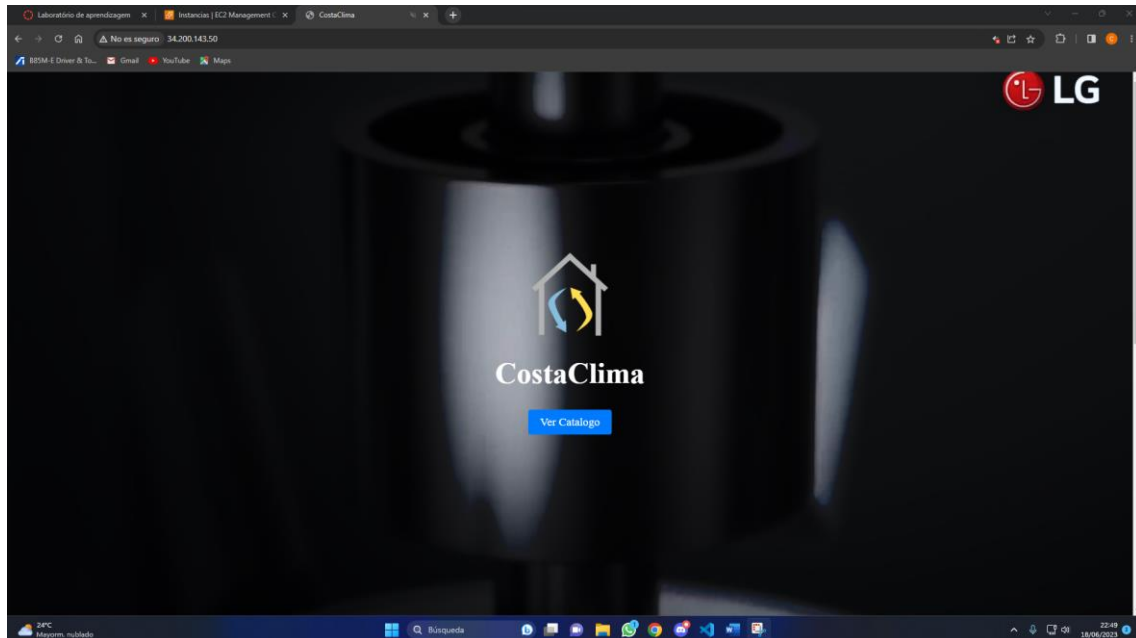 Laboratório de aprendizagem
Instancias | EC2 Management C
CostaClima
No es seguro
34.200.143.50
B85M-E Driver & To...
Gmail
YouTube
Maps
LG
CostaClima
Ver Catalogo
24°C
Mayorm. nublado
Búsqueda
22:49
18/06/2023